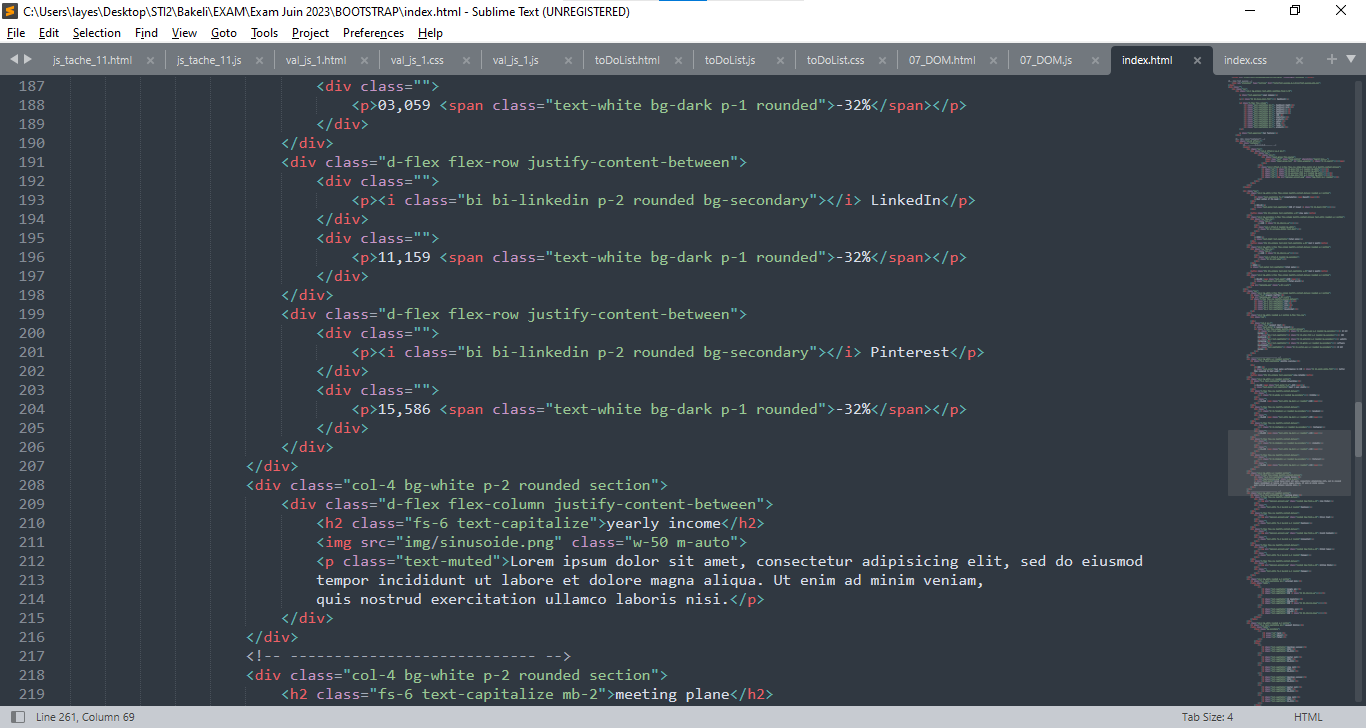 C:\Users\layes\Desktop\STI2\Bakeli\EXAM\Exam Juin 2023\BOOTSTRAP\index.html - Sublime Text (UNREGISTERED)
File Edit Selection Find View Goto Tools Project Preferences Help
js_tache_11.html × js_tache_11.js × val_js_1.html × val_js_1.css × val_js_1.js × toDoList.html × toDoList.js × toDoList.css × 07_DOM.html × 07_DOM.js × index.html × index.css ×
187 <div class="">
188 <p>03,059 <span class="text-white bg-dark p-1 rounded">-32%</span></p>
189 </div>
190 </div>
191 <div class="d-flex flex-row justify-content-between">
192 <div class="">
193 <p><i class="bi bi-linkedin p-2 rounded bg-secondary"></i> LinkedIn</p>
194 </div>
195 <div class="">
196 <p>11,159 <span class="text-white bg-dark p-1 rounded">-32%</span></p>
197 </div>
198 </div>
199 <div class="d-flex flex-row justify-content-between">
200 <div class="">
201 <p><i class="bi bi-linkedin p-2 rounded bg-secondary"></i> Pinterest</p>
202 </div>
203 <div class="">
204 <p>15,586 <span class="text-white bg-dark p-1 rounded">-32%</span></p>
205 </div>
206 </div>
207 </div>
208 <div class="col-4 bg-white p-2 rounded section">
209 <div class="d-flex flex-column justify-content-between">
210 <h2 class="fs-6 text-capitalize">yearly income</h2>
211 <img src="img/sinusoide.png" class="w-50 m-auto">
212 <p class="text-muted">Lorem ipsum dolor sit amet, consectetur adipisicing elit, sed do eiusmod
213 tempor incididunt ut labore et dolore magna aliqua. Ut enim ad minim veniam,
214 quis nostrud exercitation ullamco laboris nisi.</p>
215 </div>
216 </div>
217 <!-- ---------------------------- -->
218 <div class="col-4 bg-white p-2 rounded section">
219 <h2 class="fs-6 text-capitalize mb-2">meeting plane</h2>
Line 261, Column 69 Tab Size: 4 HTML